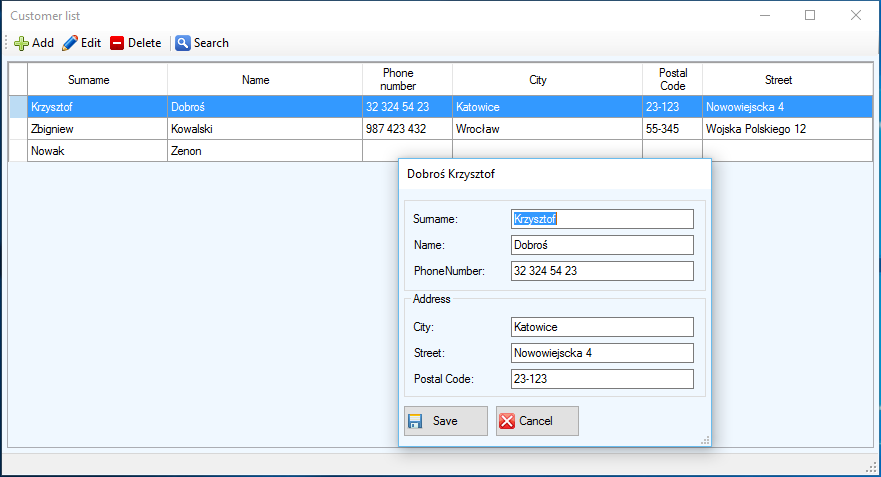 Customer list
Add Edit Delete Search
Surname Name Phone number City Postal Code Street
Krzysztof Dobroś 32 324 54 23 Katowice 23-123 Nowowiejscka 4
Zbigniew Kowalski 987 423 432 Wrocław 55-345 Wojska Polskiego 12
Nowak Zenon
Dobroś Krzysztof
Surname: Krzysztof
Name: Dobroś
PhoneNumber: 32 324 54 23
Address
City: Katowice
Street: Nowowiejscka 4
Postal Code: 23-123
Save Cancel